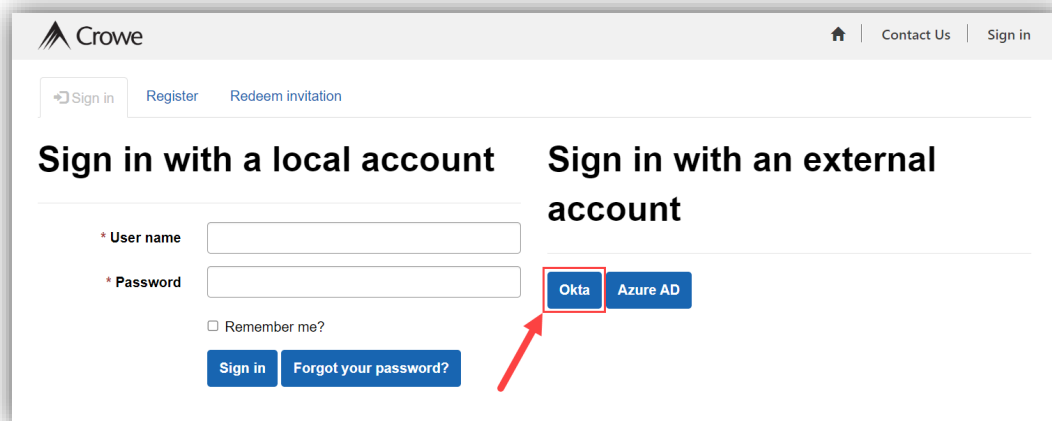 Crowe
Contact Us
Sign in
Sign in
Register
Redeem invitation
Sign in with a local account
* User name
* Password
Remember me?
Sign in
Forgot your password?
Sign in with an external
account
Okta
Azure AD